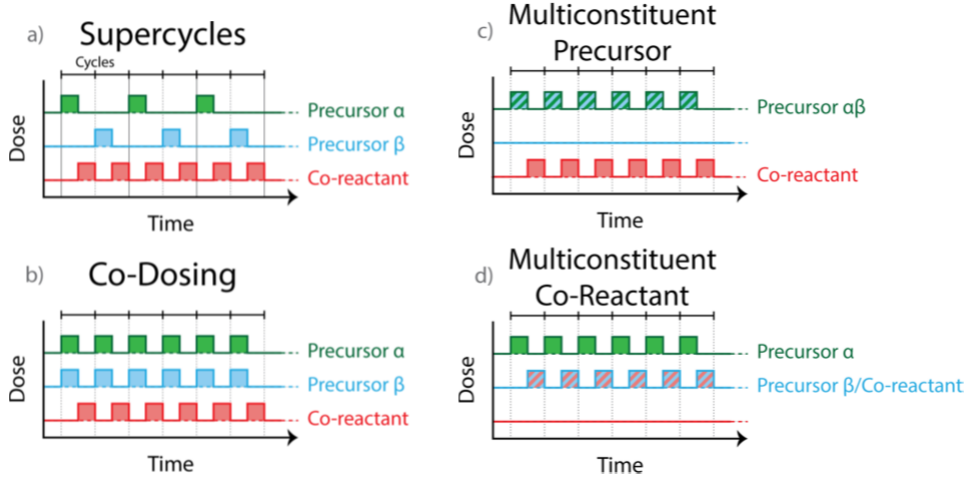 a)
Supercycles
Cycles
Dose
Precursor α
Precursor β
Co-reactant
Time
b)
Co-Dosing
Dose
Precursor α
Precursor β
Co-reactant
Time
c)
Multiconstituent
Precursor
Dose
Precursor αβ
Co-reactant
Time
d)
Multiconstituent
Co-Reactant
Dose
Precursor α
Precursor β/Co-reactant
Time